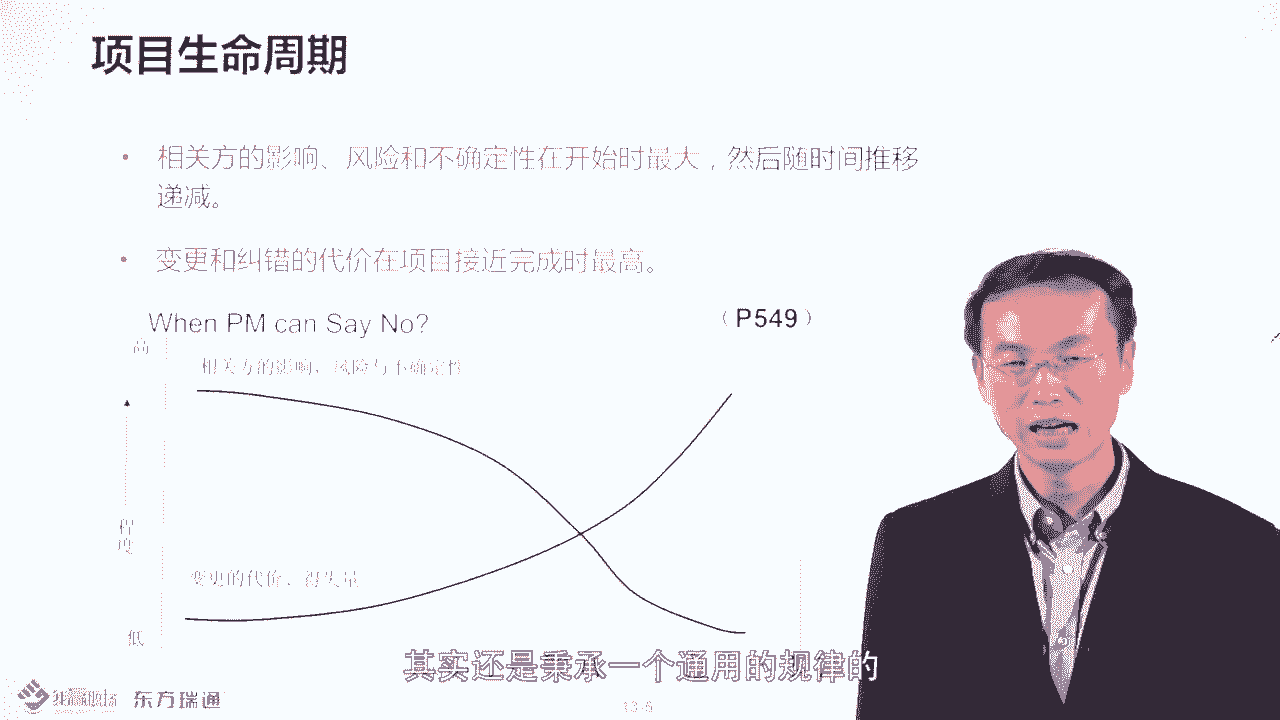 项目生命周期
• 相关方的影响、风险和不确定性在开始时最大，然后随时间推移
递减。
• 变更和纠错的代价在项目接近完成时最高。
When PM can Say No?
（P549）
高
相关方的影响、风险与不确定性
程度
变更的代价、得失量
低
其实还是秉承一个通用的规律的
东方瑞通
13-5